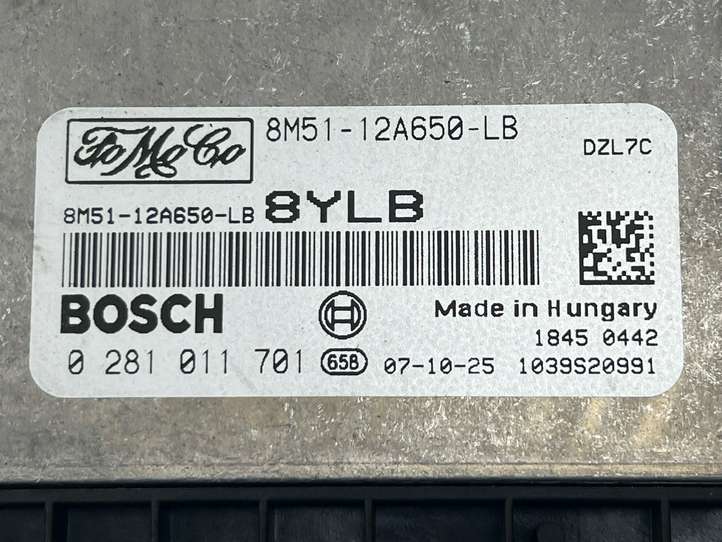 FoMoCo
8M51-12A650-LB
DZL7C
8M51-12A650-LB 8YLB
BOSCH
Made in Hungary
1845 0442
0 281 011 701 658 07-10-25 1039S20991